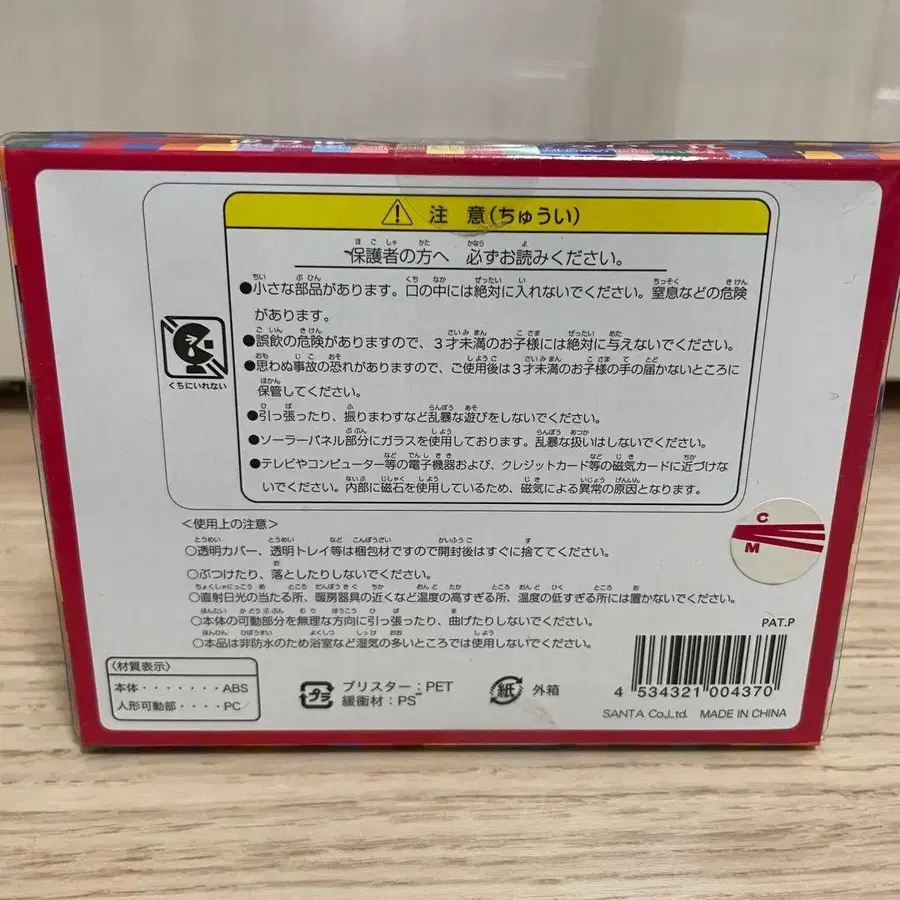 ⚠ 注 意(ちゅうい)
保護者の方へ 必ずお読みください。
●小さな部品があります。口の中には絶対に入れないでください。窒息などの危険
があります。
●誤飲の危険がありますので、3才未満のお子様には絶対に与えないでください。
●思わぬ事故の恐れがありますので、ご使用後は3才未満のお子様の手の届かないところに
保管してください。
●引っ張ったり、振りまわすなど乱暴な遊びをしないでください。
●ソーラーパネル部分にガラスを使用しております。乱暴な扱いはしないでください。
●テレビやコンピューター等の電子機器および、クレジットカード等の磁気カードに近づけな
いでください。内部に磁石を使用しているため、磁気による異常の原因となります。
くちにいれない
<使用上の注意>
○透明カバー、透明トレイ等は梱包材ですので開封後はすぐに捨ててください。
○ぶつけたり、落としたりしないでください。
○直射日光の当たる所、暖房器具の近くなど温度の高すぎる所、温度の低すぎる所には置かないでください。
○本体の可動部分を無理な方向に引っ張ったり、曲げたりしないでください。
○本品は非防水のため浴室など湿気の多いところでは使用しないでください。
C
M
PAT.P
〈材質表示〉
本体・・・・・・・ABS
人形可動部・・・・PC
プラ
ブリスター:PET
緩衝材:PS
紙
外箱
4 534321 004370
SANTA Co.,Ltd. MADE IN CHINA